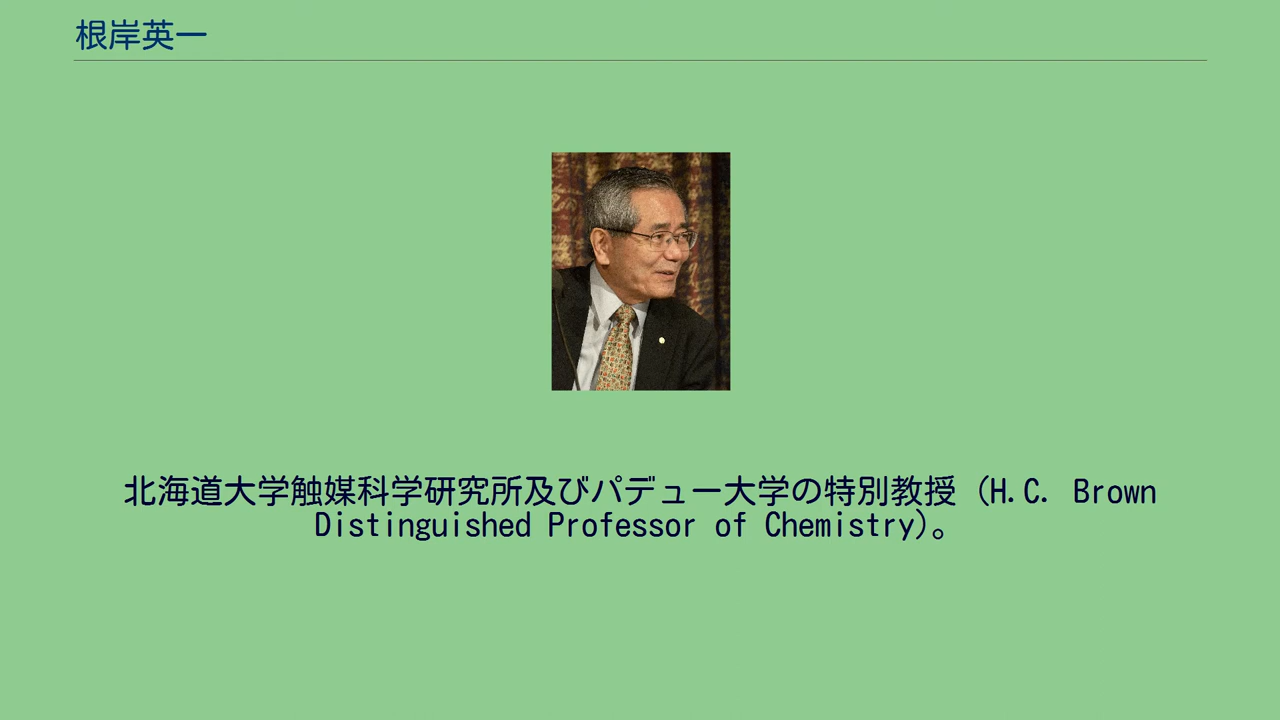 根岸英一
北海道大学触媒科学研究所及びパデュー大学の特別教授（H.C. Brown
Distinguished Professor of Chemistry)。